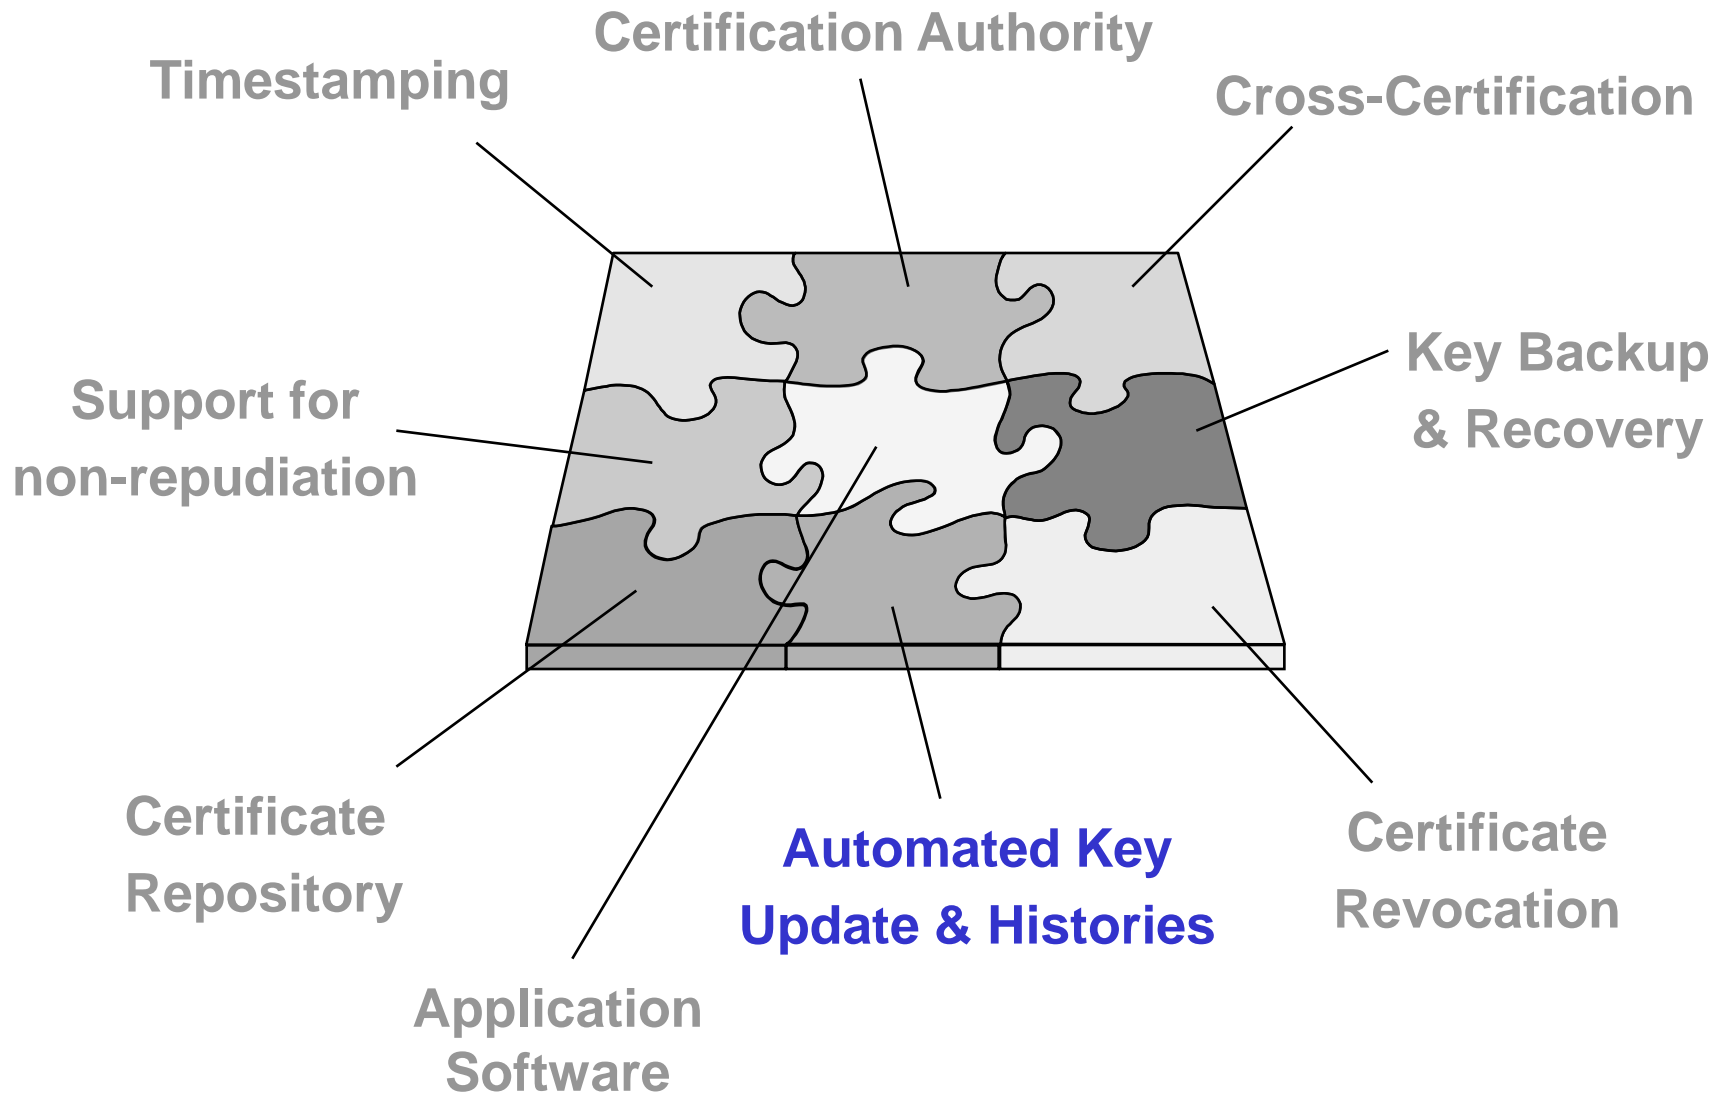 Certification Authority
Timestamping
Cross-Certification
Key Backup
& Recovery
Support for
non-repudiation
Certificate
Repository
Automated Key
Update & Histories
Certificate
Revocation
Application
Software